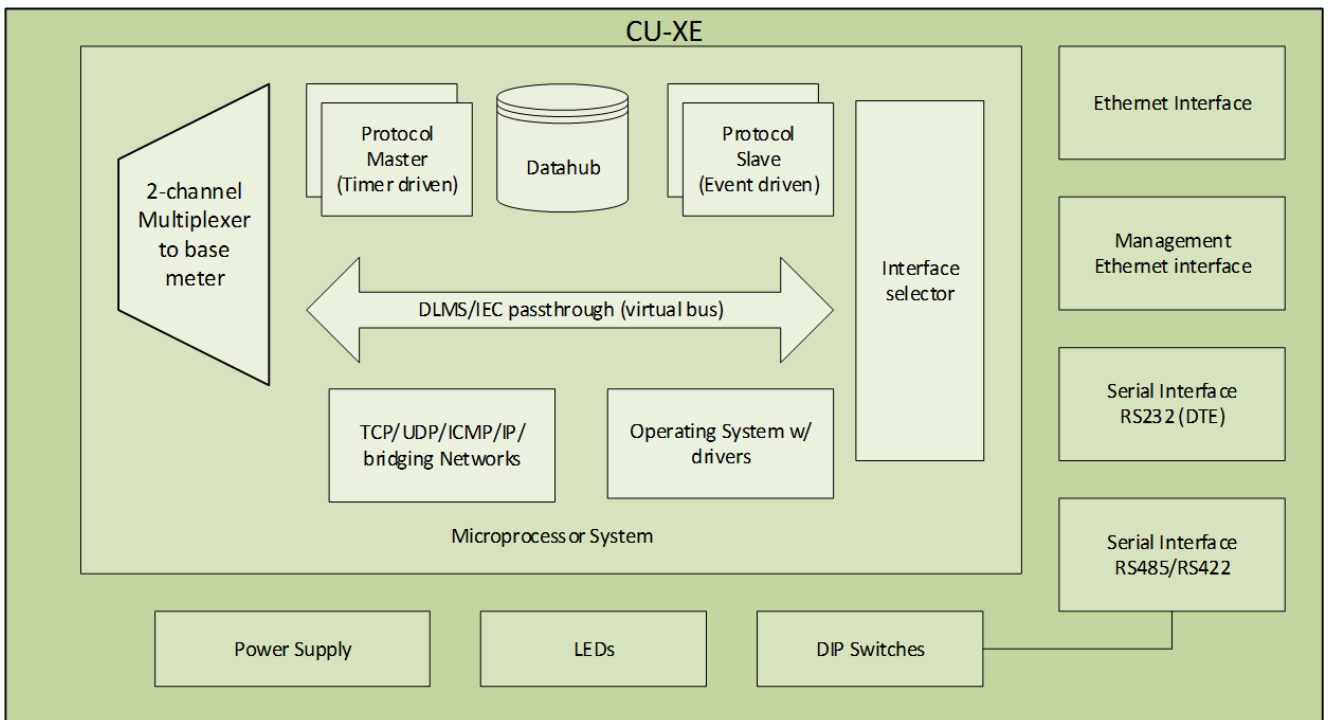 CU-XE
2-channel
Multiplexer
to base
meter
Protocol
Master
(Timer driven)
Datahub
Protocol
Slave
(Event driven)
Interface
selector
DLMS/IEC passthrough (virtual bus)
TCP/UDP/ICMP/IP/
bridging Networks
Operating System w/
drivers
Microprocessor System
Ethernet Interface
Management
Ethernet interface
Serial Interface
RS232 (DTE)
Serial Interface
RS485/RS422
Power Supply
LEDs
DIP Switches